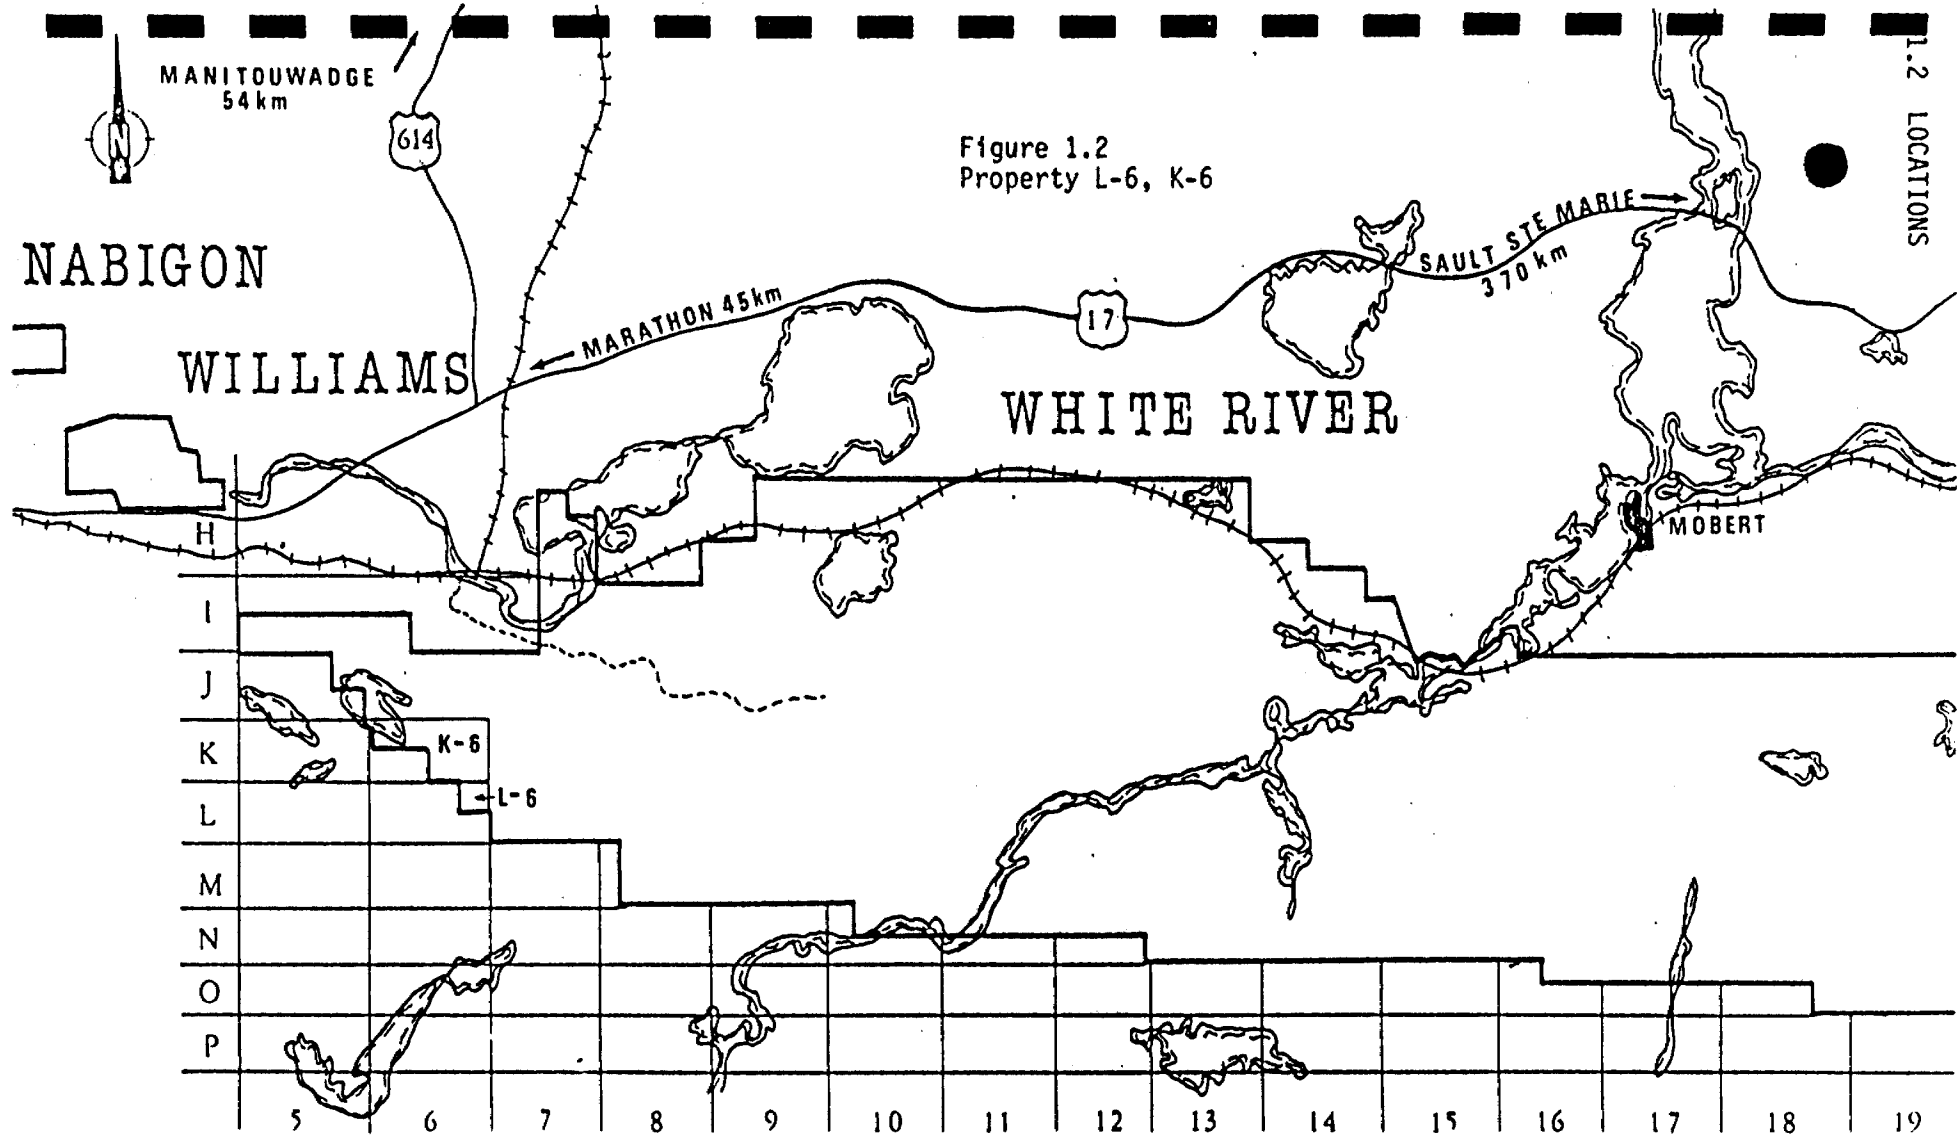 MANITOUWADGE
54km
614
Figure 1.2
Property L-6, K-6
1.2 LOCATIONS
N
NABIGON
SAULT STE MARIE
370 km
MARATHON 45km
17
WILLIAMS
WHITE RIVER
MOBERT
H
I
J
K
K-6
L
L-6
M
N
O
P
5 6 7 8 9 10 11 12 13 14 15 16 17 18 19